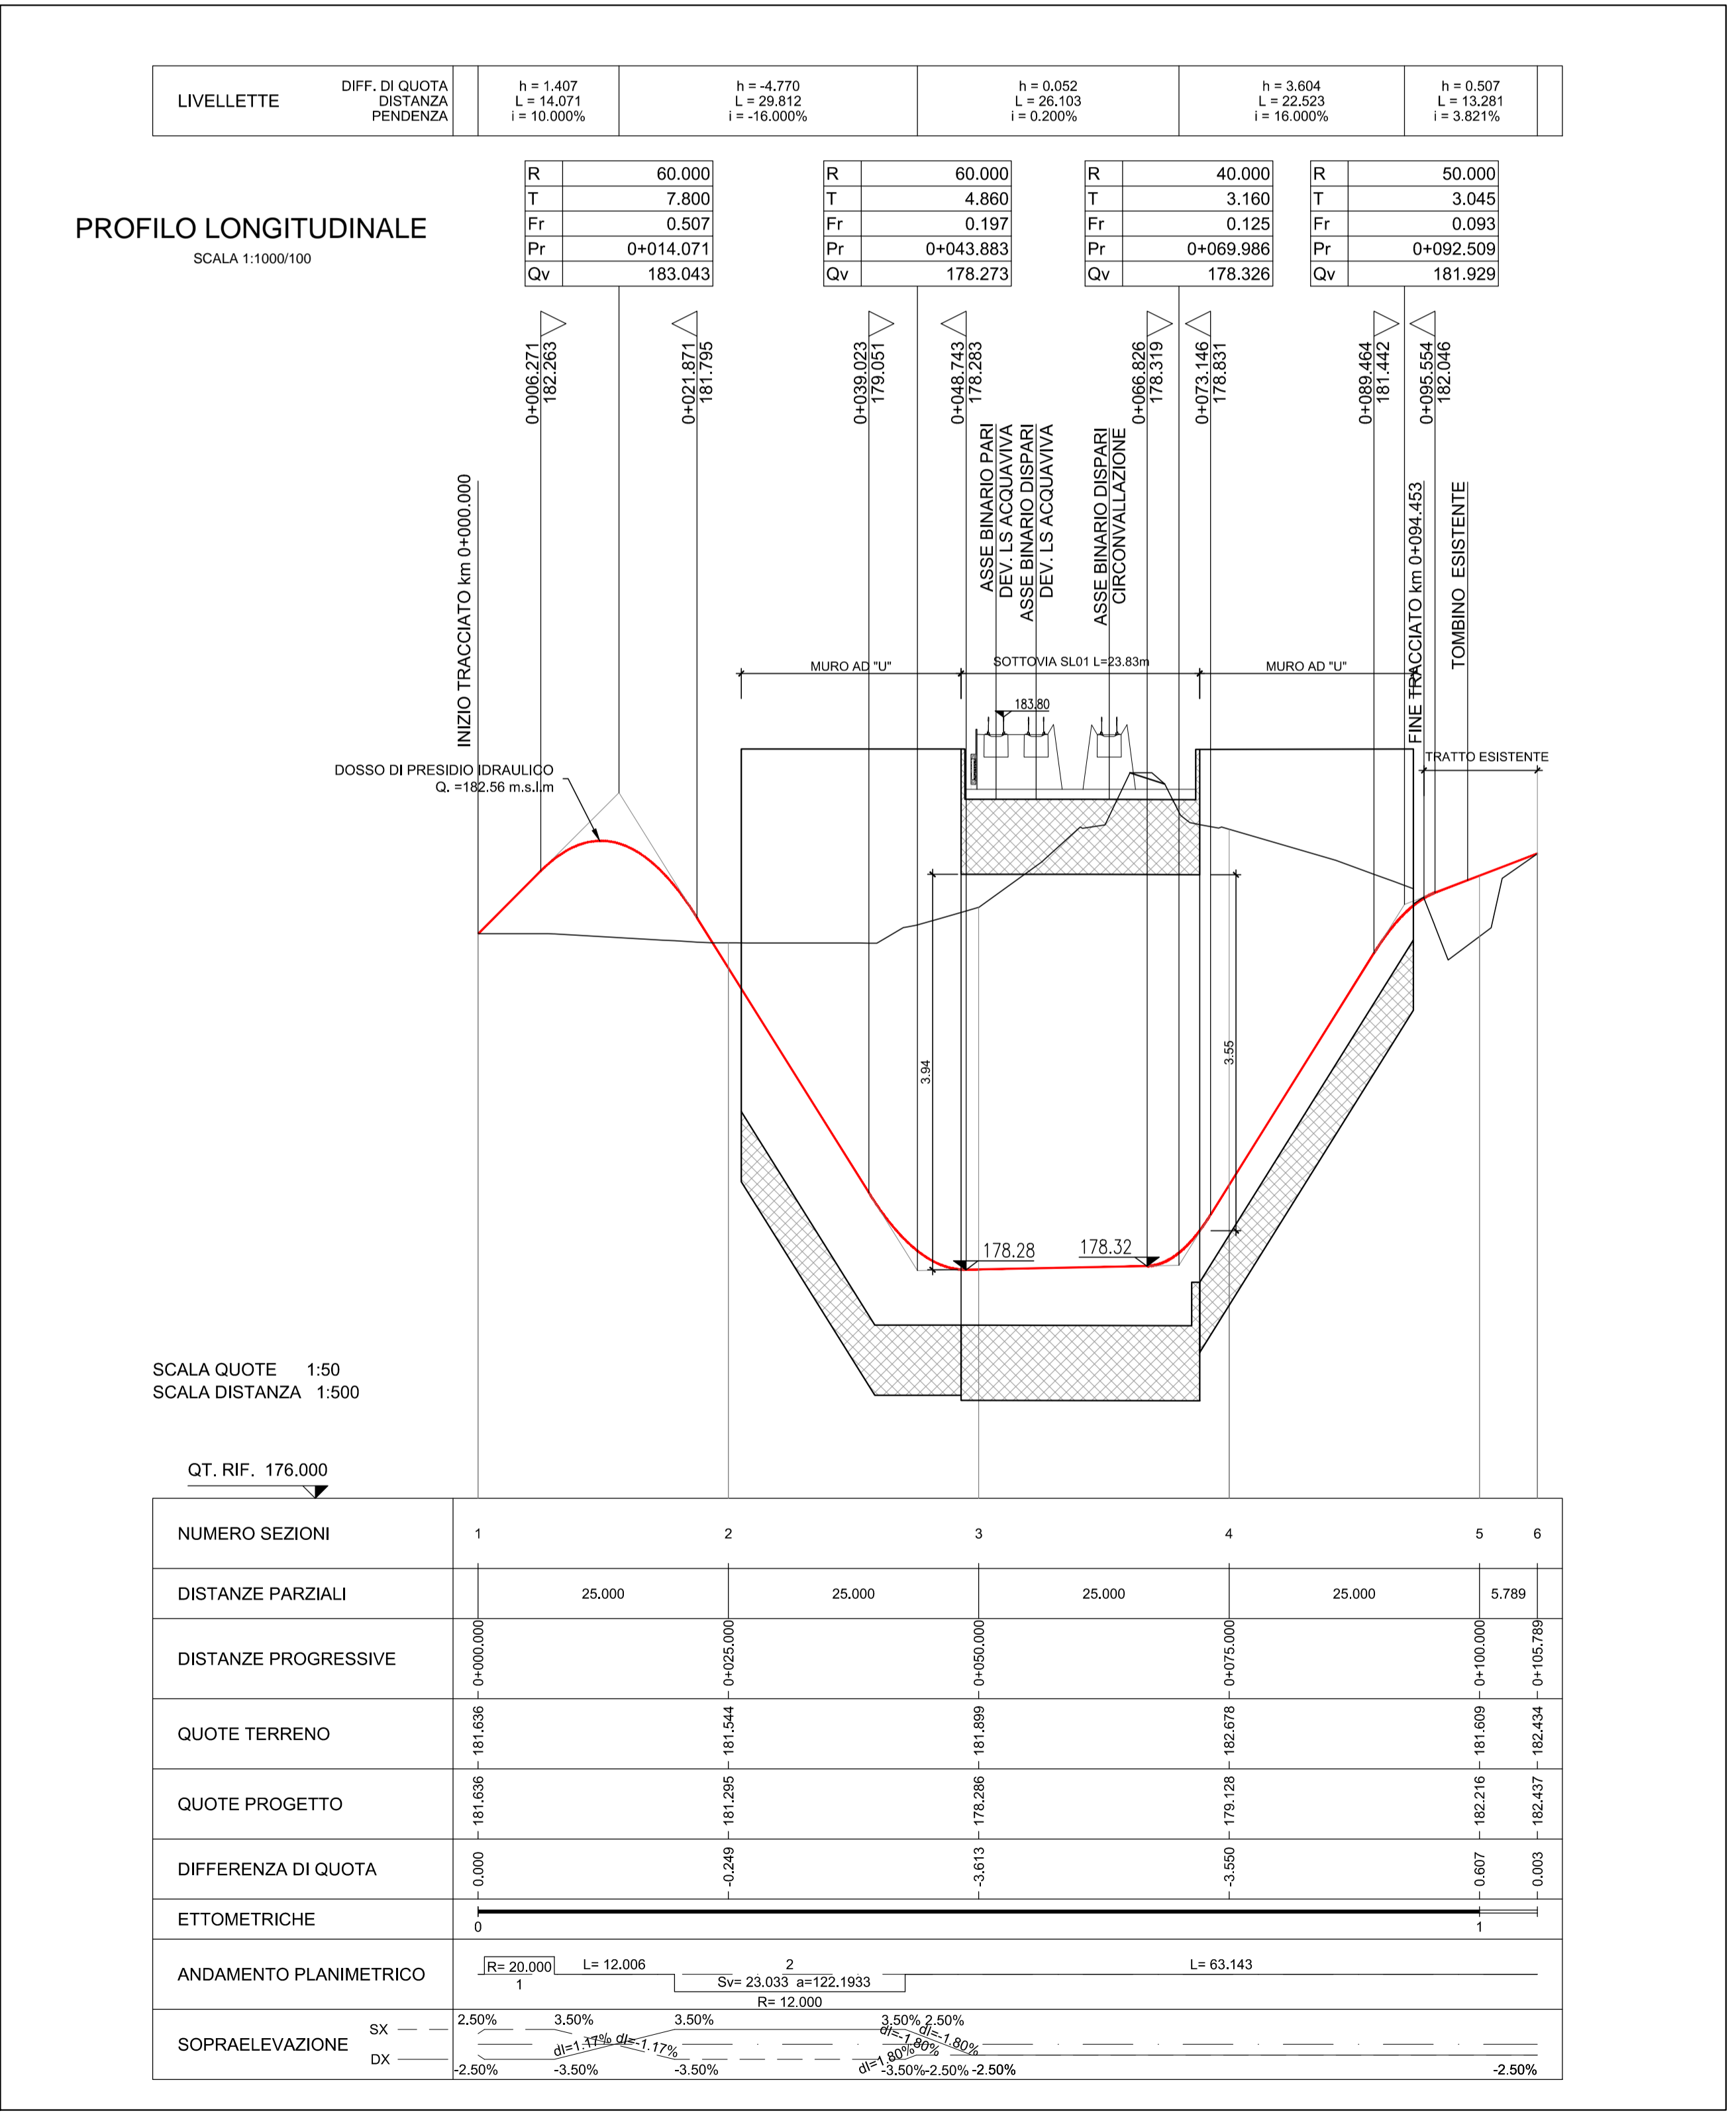 LIVELLETTE
DIFF. DI QUOTA
DISTANZA
PENDENZA
h = 1.407
L = 14.071
i = 10.000%
h = -4.770
L = 29.812
i = -16.000%
h = 0.052
L = 26.103
i = 0.200%
h = 3.604
L = 22.523
i = 16.000%
h = 0.507
L = 13.281
i = 3.821%
PROFILO LONGITUDINALE
SCALA 1:1000/100
R 60.000
T 7.800
Fr 0.507
Pr 0+014.071
Qv 183.043
R 60.000
T 4.860
Fr 0.197
Pr 0+043.883
Qv 178.273
R 40.000
T 3.160
Fr 0.125
Pr 0+069.986
Qv 178.326
R 50.000
T 3.045
Fr 0.093
Pr 0+092.509
Qv 181.929
0+006.271
182.263
0+021.871
181.795
0+039.023
179.051
0+048.743
178.283
0+066.826
178.319
0+073.146
178.831
0+089.464
181.442
0+095.554
182.046
INIZIO TRACCIATO km 0+000.000
ASSE BINARIO PARI
DEV. LS ACQUAVIVA
ASSE BINARIO DISPARI
DEV. LS ACQUAVIVA
ASSE BINARIO DISPARI
CIRCONVALLAZIONE
FINE TRACCIATO km 0+094.453
TOMBINO ESISTENTE
MURO AD "U"
SOTTOVIA SL01 L=23.83m
MURO AD "U"
183.80
TRATTO ESISTENTE
DOSSO DI PRESIDIO IDRAULICO
Q. =182.56 m.s.l.m
3.94
3.55
178.28
178.32
SCALA QUOTE 1:50
SCALA DISTANZA 1:500
QT. RIF. 176.000
NUMERO SEZIONI 1 2 3 4 5 6
DISTANZE PARZIALI 25.000 25.000 25.000 25.000 5.789
DISTANZE PROGRESSIVE 0+000.000 0+025.000 0+050.000 0+075.000 0+100.000 0+105.789
QUOTE TERRENO 181.636 181.544 181.899 182.678 181.609 182.434
QUOTE PROGETTO 181.636 181.295 178.286 179.128 182.216 182.437
DIFFERENZA DI QUOTA 0.000 -0.249 -3.613 -3.550 0.607 0.003
ETTOMETRICHE 0 1
ANDAMENTO PLANIMETRICO
R= 20.000
1
L= 12.006
2
Sv= 23.033 a=122.1933
R= 12.000
L= 63.143
SOPRAELEVAZIONE
SX
DX
2.50% 3.50% 3.50% 3.50% 2.50%
dI=1.17% dI=-1.17% dI=-1.80% dI=-1.80%
dI=1.80%
-2.50% -3.50% -3.50% -3.50% -2.50% -2.50% -2.50%